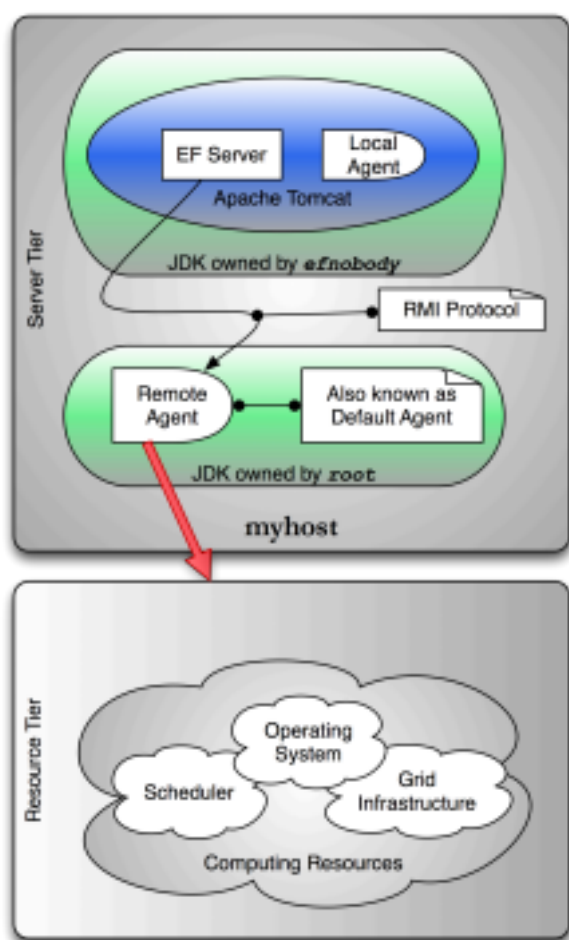 Server Tier
EF Server
Local
Agent
Apache Tomcat
JDK owned by efnobody
RMI Protocol
Remote
Agent
Also known as
Default Agent
JDK owned by root
myhost
Resource Tier
Operating
System
Scheduler
Grid
Infrastructure
Computing Resources